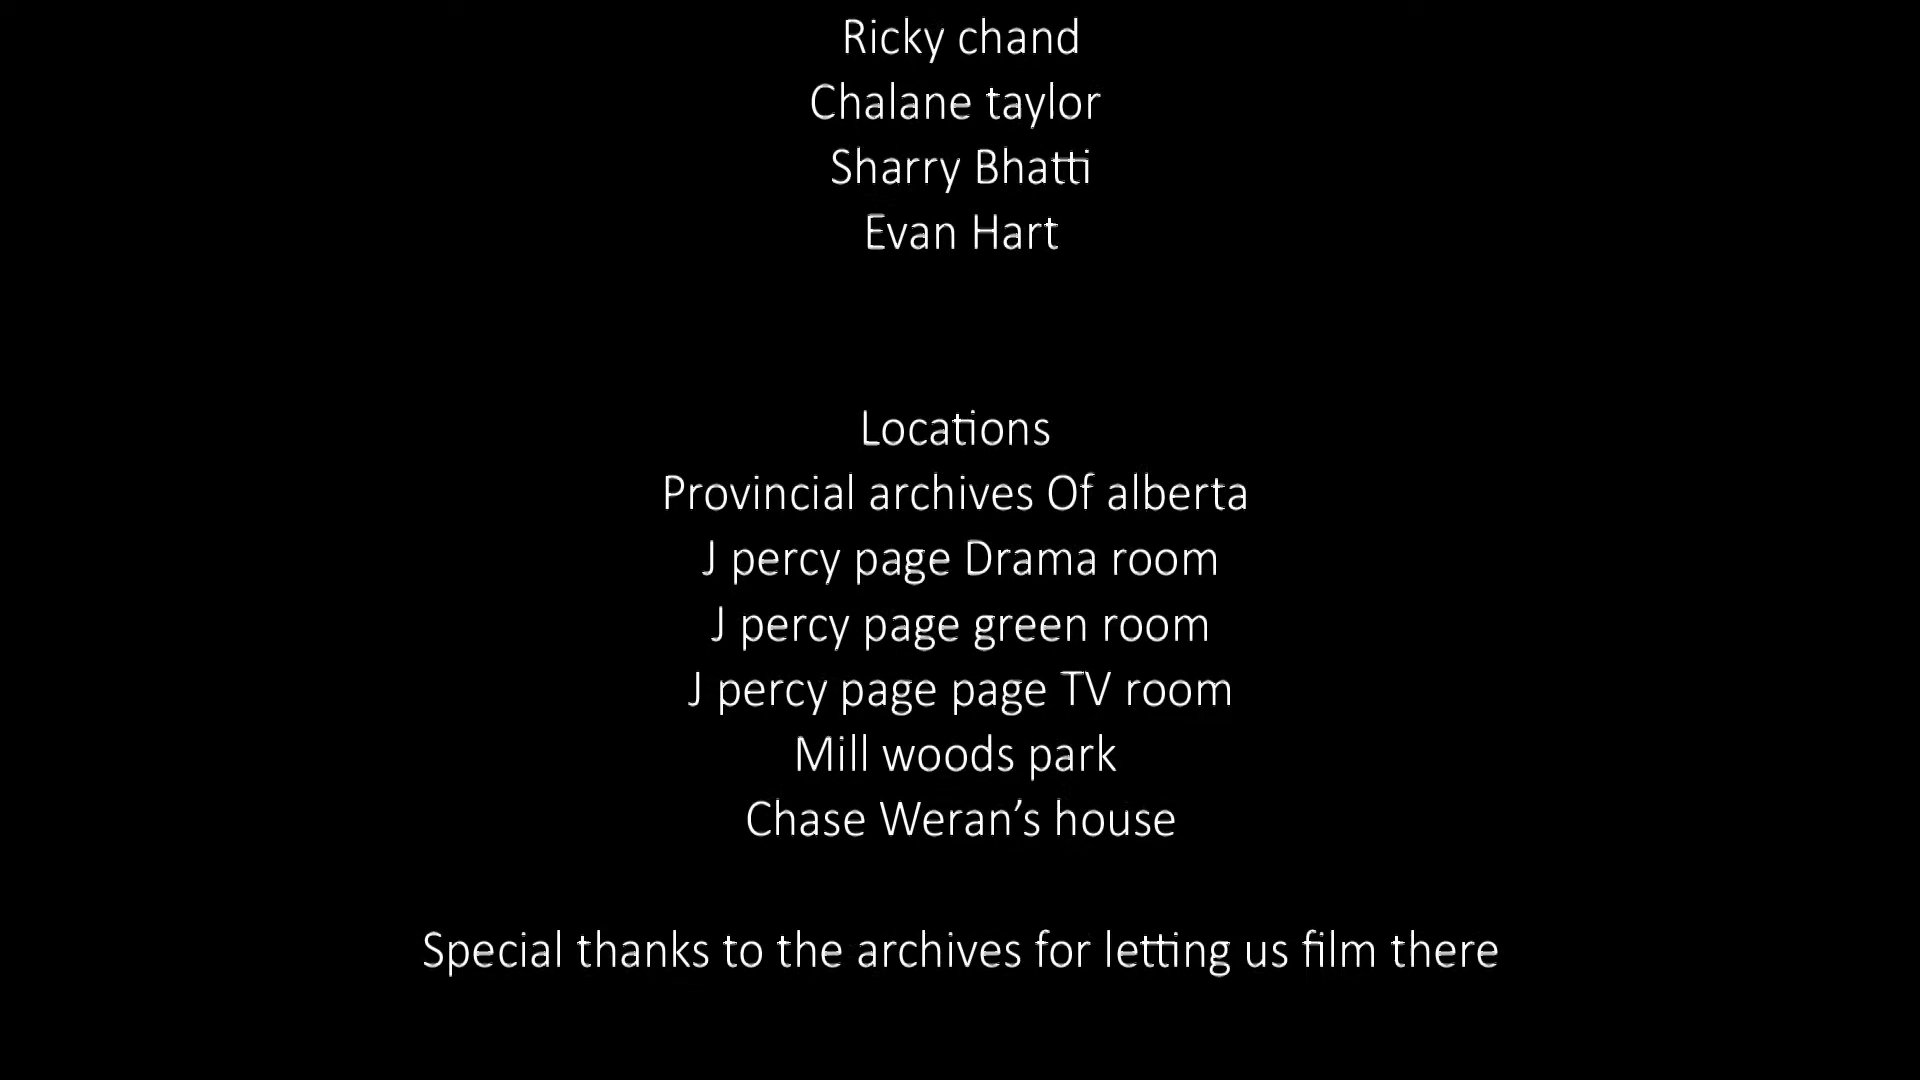 Ricky chand
Chalane taylor
Sharry Bhatti
Evan Hart
Locations
Provincial archives Of alberta
J percy page Drama room
J percy page green room
J percy page page TV room
Mill woods park
Chase Weran’s house
Special thanks to the archives for letting us film there